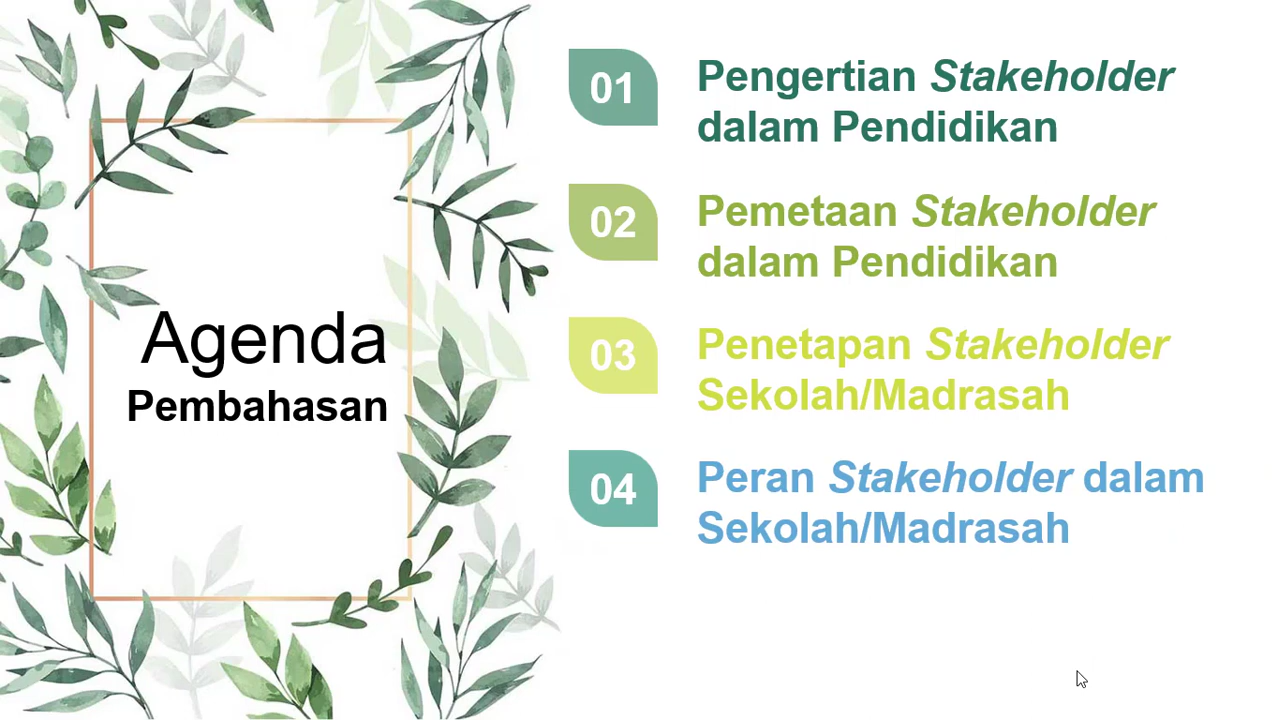 Agenda
Pembahasan
01
Pengertian Stakeholder
dalam Pendidikan
02
Pemetaan Stakeholder
dalam Pendidikan
03
Penetapan Stakeholder
Sekolah/Madrasah
04
Peran Stakeholder dalam
Sekolah/Madrasah